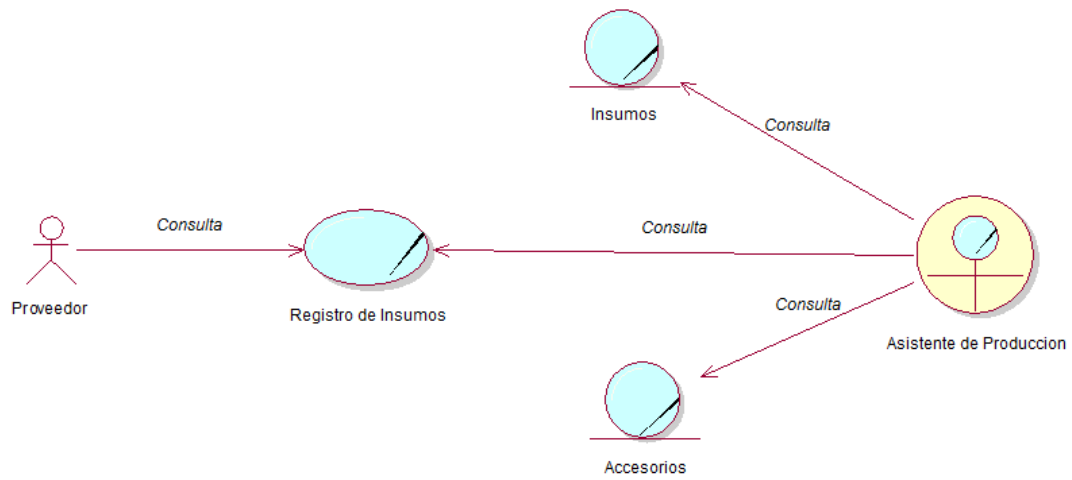 Insumos
Consulta
Consulta
Consulta
Proveedor
Registro de Insumos
Consulta
Asistente de Produccion
Accesorios